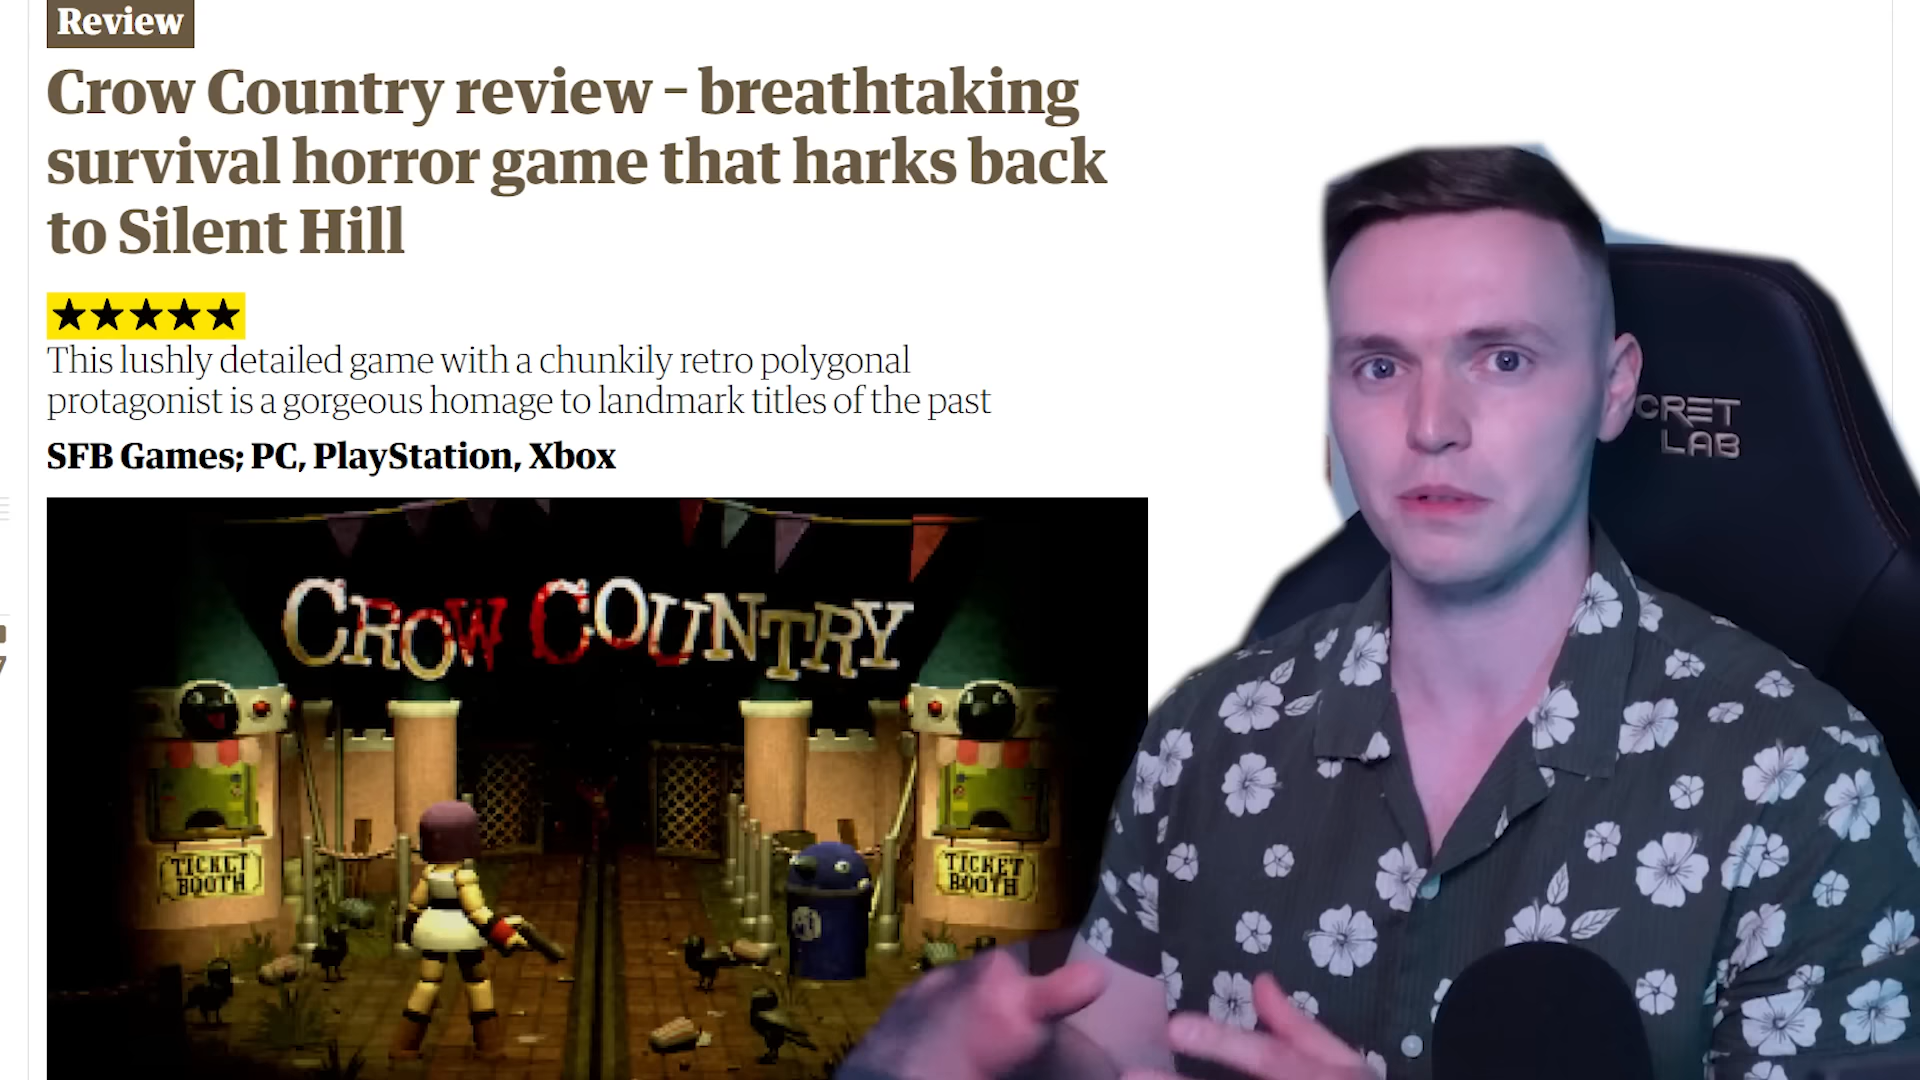 Review
Crow Country review – breathtaking
survival horror game that harks back
to Silent Hill
★★★★★
This lushly detailed game with a chunkily retro polygonal
protagonist is a gorgeous homage to landmark titles of the past
SFB Games; PC, PlayStation, Xbox
CROW COUNTRY
TICKET
BOOTH
TICKET
BOOTH
CRET
LAB